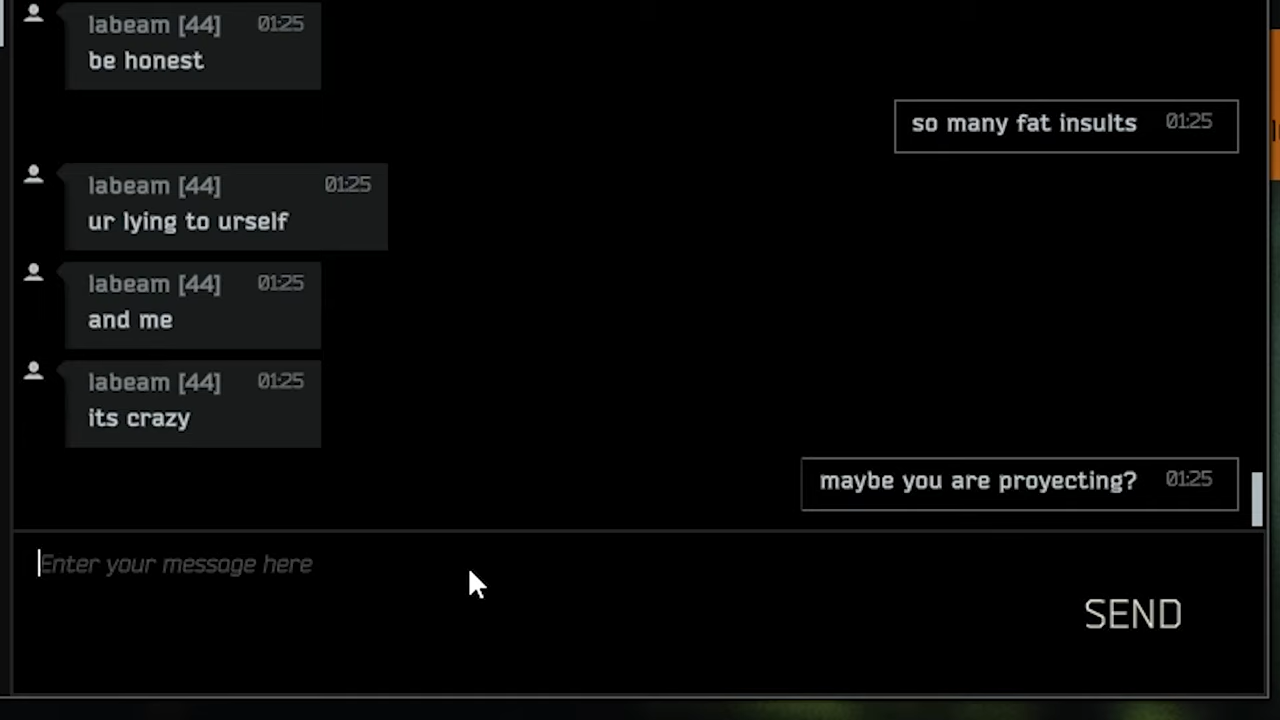 labeam [44] 01:25
be honest
so many fat insults 01:25
labeam [44] 01:25
ur lying to urself
labeam [44] 01:25
and me
labeam [44] 01:25
its crazy
maybe you are proyecting? 01:25
Enter your message here
SEND